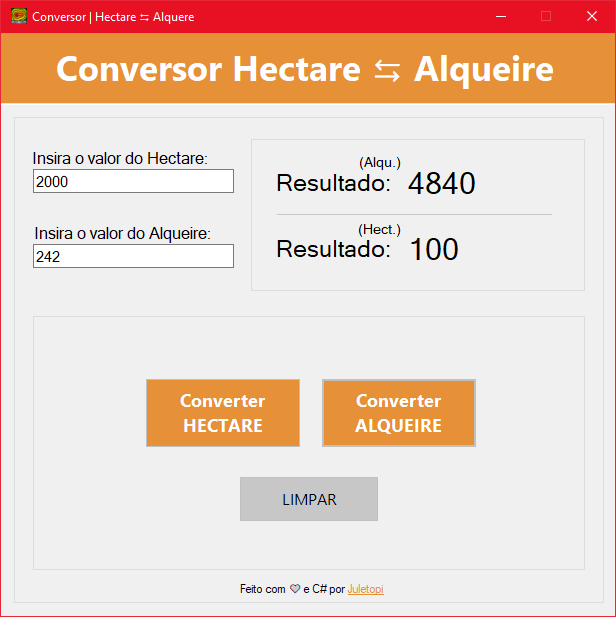 Conversor | Hectare ⇆ Alquere
Conversor Hectare ⇆ Alqueire
Insira o valor do Hectare:
2000
Insira o valor do Alqueire:
242
(Alqu.)
Resultado: 4840
(Hect.)
Resultado: 100
Converter
HECTARE
Converter
ALQUEIRE
LIMPAR
Feito com ♡ e C# por Juletopi